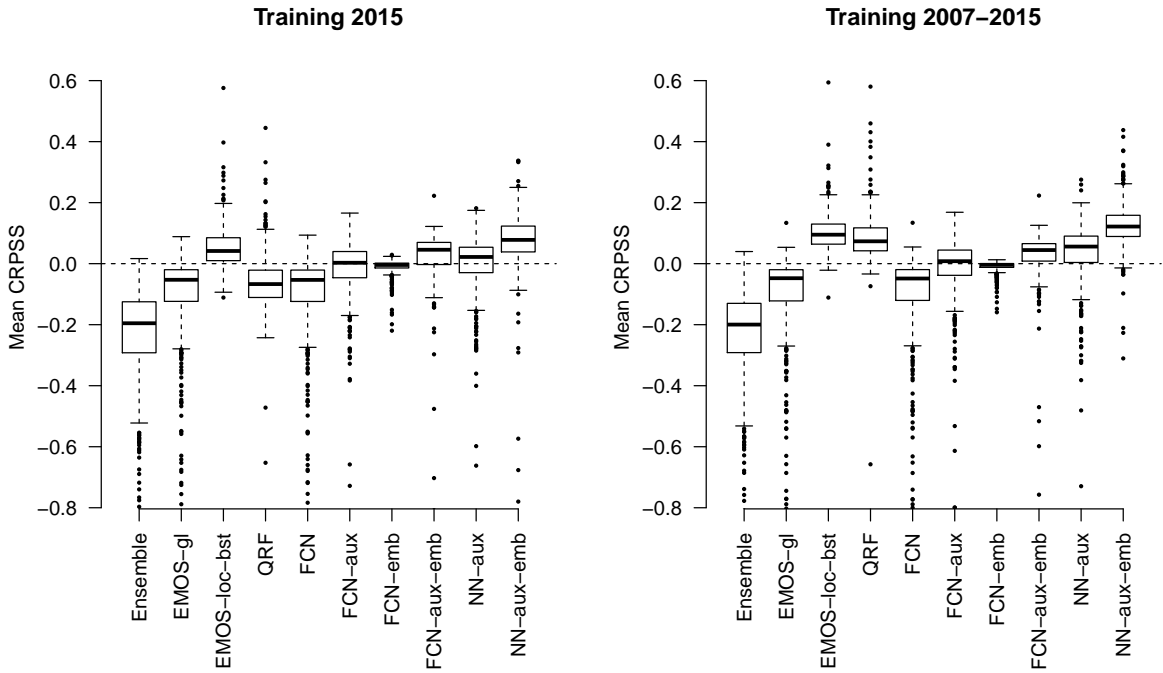 Training 2015
Mean CRPSS
0.6
0.4
0.2
0.0
−0.2
−0.4
−0.6
−0.8
Ensemble
EMOS−gl
EMOS−loc−bst
QRF
FCN
FCN−aux
FCN−emb
FCN−aux−emb
NN−aux
NN−aux−emb
Training 2007−2015
Mean CRPSS
0.6
0.4
0.2
0.0
−0.2
−0.4
−0.6
−0.8
Ensemble
EMOS−gl
EMOS−loc−bst
QRF
FCN
FCN−aux
FCN−emb
FCN−aux−emb
NN−aux
NN−aux−emb